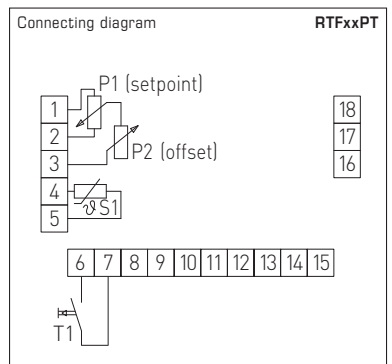 Connecting diagram RTFxxPT
P1 (setpoint)
1
2
3
4
5
P2 (offset)
ϑ S1
18
17
16
6 7 8 9 10 11 12 13 14 15
T1